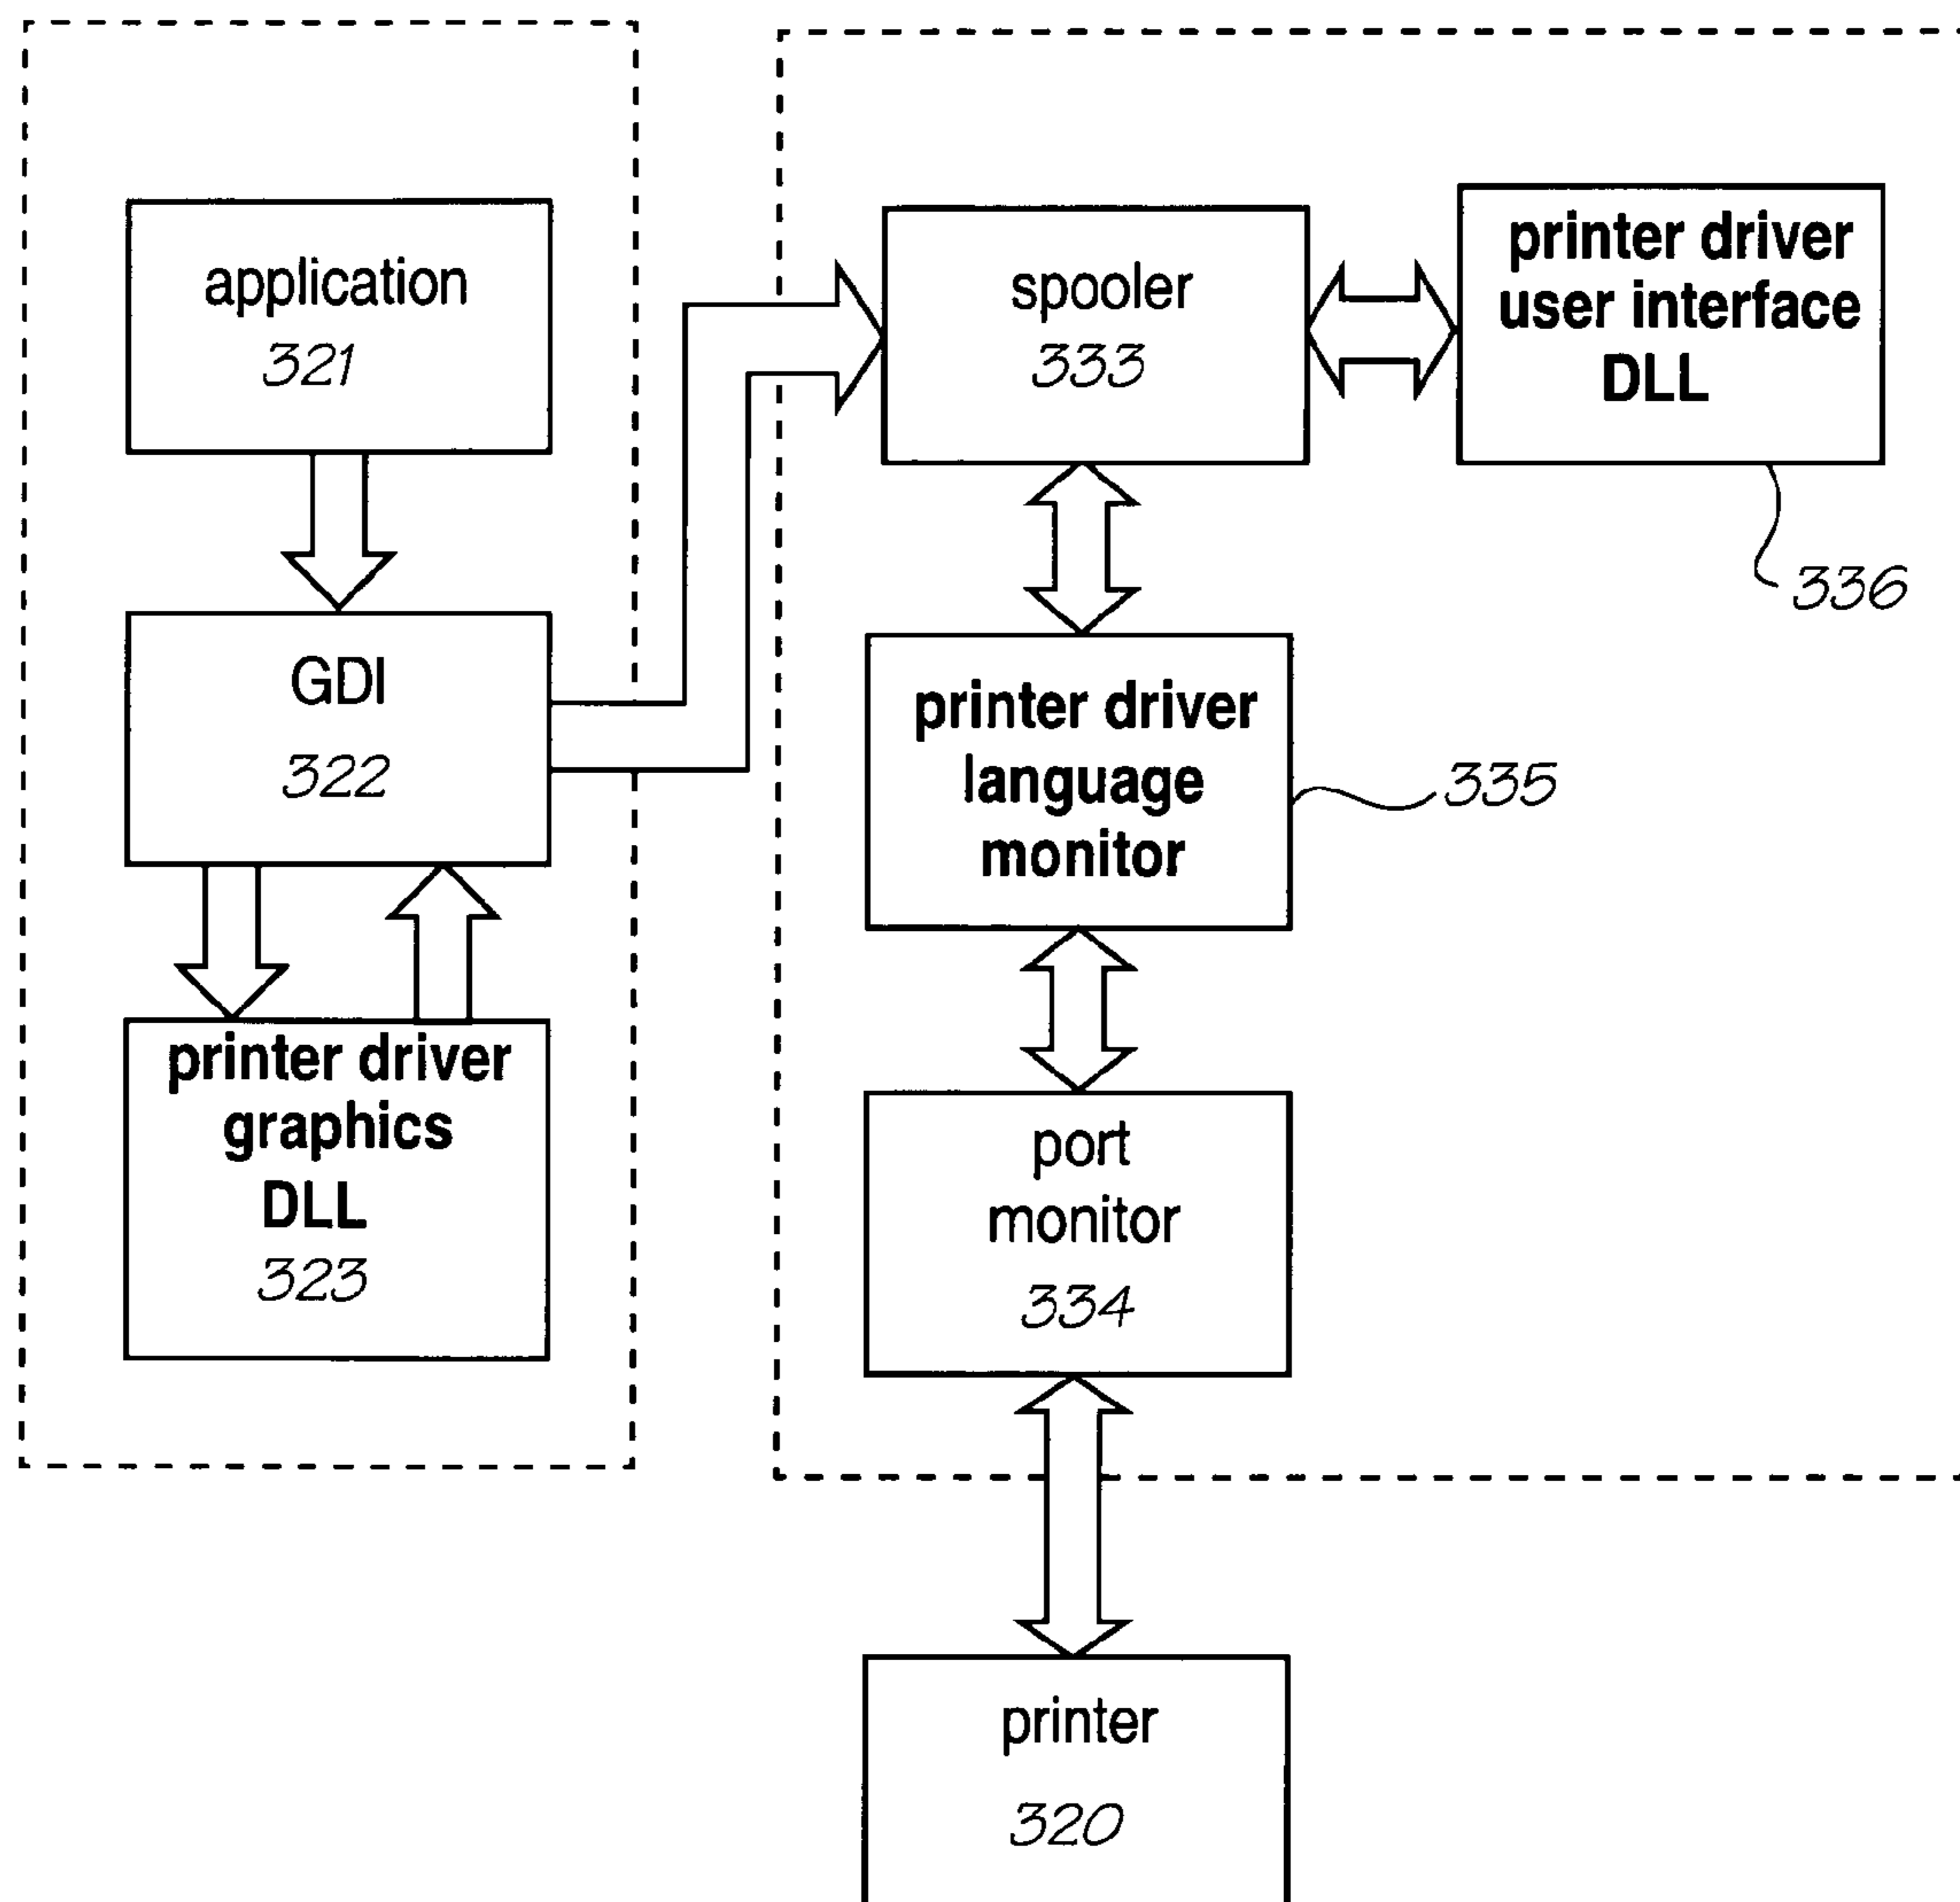 application
321
GDI
322
printer driver
graphics
DLL
323
spooler
333
printer driver
user interface
DLL
336
printer driver
language
monitor
335
port
monitor
334
printer
320